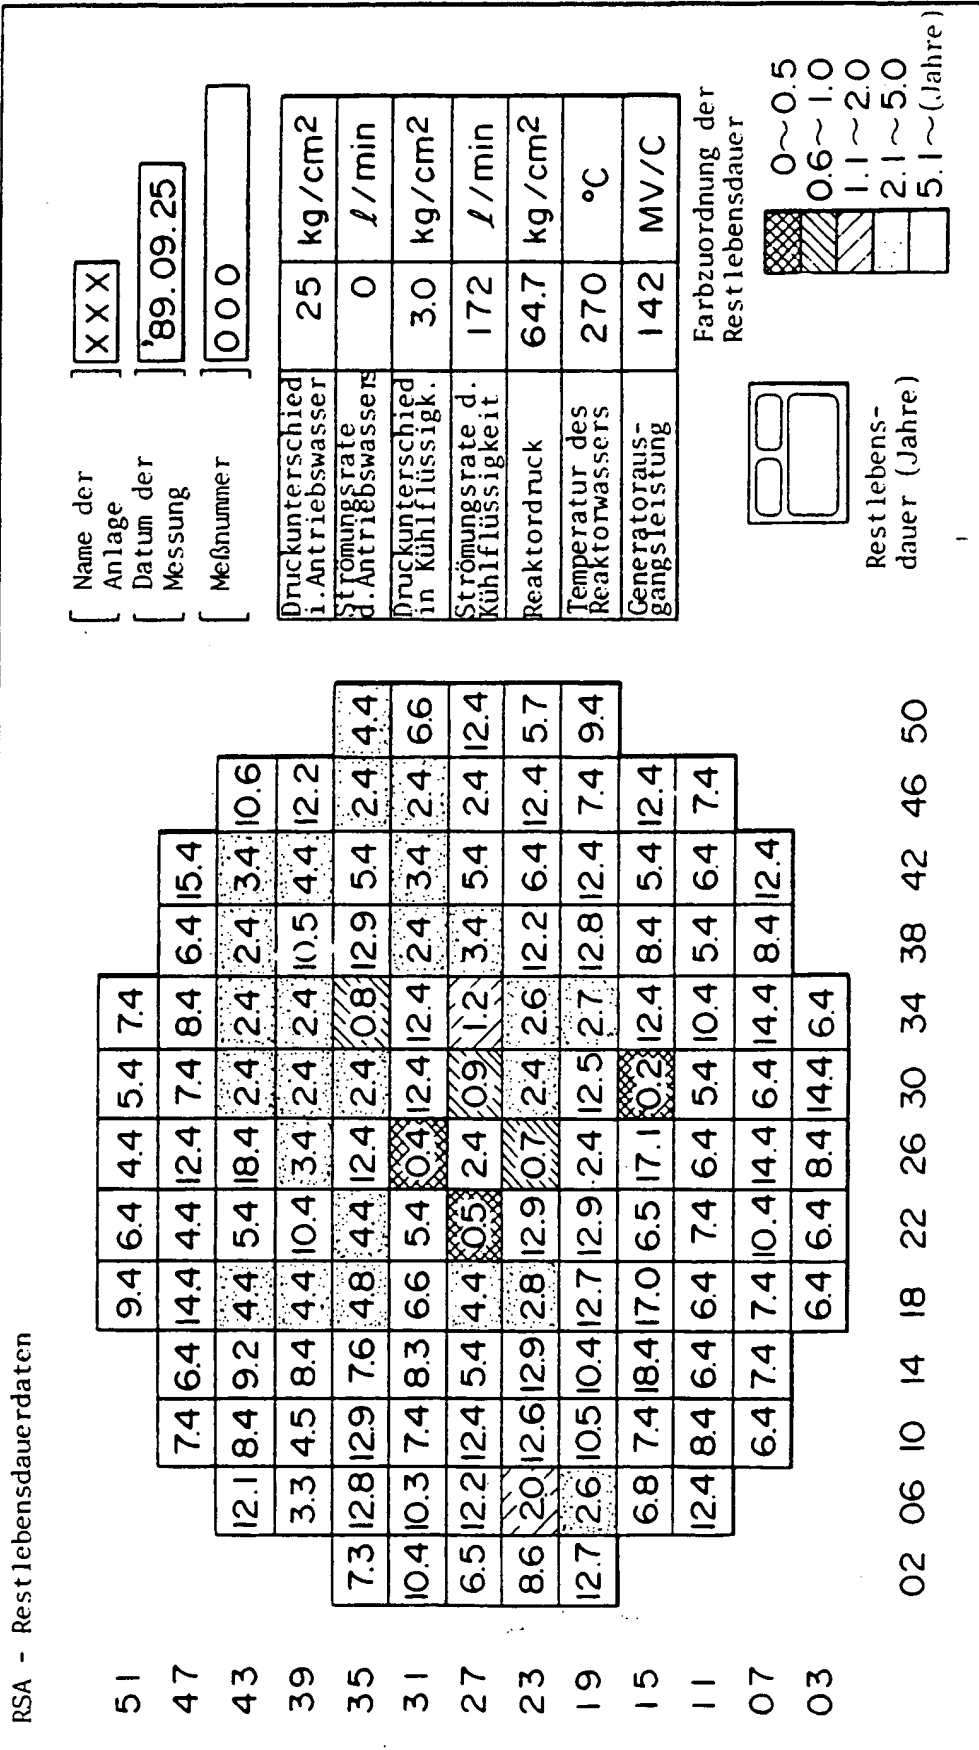 RSA - Restlebensdauerdaten
51 9.4 6.4 4.4 5.4 7.4
47 7.4 6.4 14.4 4.4 12.4 7.4 8.4 6.4 15.4
43 12.1 8.4 9.2 4.4 5.4 18.4 2.4 2.4 2.4 3.4 10.6
39 3.3 4.5 8.4 4.4 10.4 3.4 2.4 2.4 10.5 4.4 12.2
35 7.3 12.8 12.9 7.6 4.8 4.4 12.4 2.4 0.8 12.9 5.4 2.4 4.4
31 10.4 10.3 7.4 8.3 6.6 5.4 0.4 12.4 12.4 2.4 3.4 2.4 6.6
27 6.5 12.2 12.4 5.4 4.4 0.5 2.4 0.9 1.2 3.4 5.4 2.4 12.4
23 8.6 2.0 12.6 12.9 2.8 12.9 0.7 2.4 2.6 12.2 6.4 12.4 5.7
19 12.7 2.6 10.5 10.4 12.7 12.9 2.4 12.5 2.7 12.8 12.4 7.4 9.4
15 6.8 7.4 18.4 17.0 6.5 17.1 0.2 12.4 8.4 5.4 12.4
11 12.4 8.4 6.4 6.4 7.4 6.4 5.4 10.4 5.4 6.4 7.4
07 6.4 7.4 7.4 10.4 14.4 6.4 14.4 8.4 12.4
03 6.4 6.4 8.4 14.4 6.4
02 06 10 14 18 22 26 30 34 38 42 46 50
[ Name der
Anlage ] XXX
[ Datum der
Messung ] '89.09.25
[ Meßnummer ] 000
Druckunterschied
i.Antriebswasser 25 kg/cm2
Strömungsrate
d.Antriebswassers 0 ℓ/min
Druckunterschied
in Kühlflüssigk. 3.0 kg/cm2
Strömungsrate d.
Kühlflüssigkeit 172 ℓ/min
Reaktordruck 64.7 kg/cm2
Temperatur des
Reaktorwassers 270 °C
Generatoraus-
gangsleistung 142 MV/C
Restlebens-
dauer (Jahre)
Farbzuordnung der
Restlebensdauer
0~0.5
0.6~1.0
1.1~2.0
2.1~5.0
5.1~(Jahre)